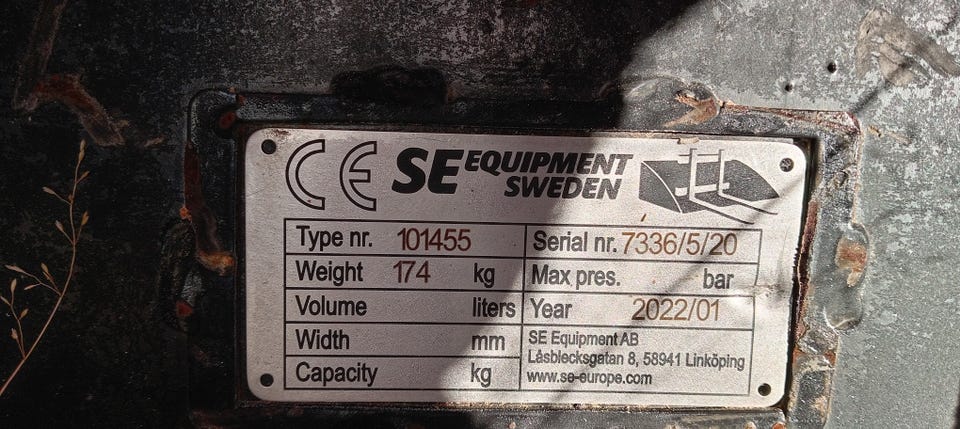 CE SE EQUIPMENT
SWEDEN
Type nr. 101455 Serial nr. 7336/5/20
Weight 174 kg Max pres. bar
Volume liters Year 2022/01
Width mm SE Equipment AB
Låsblecksgatan 8, 58941 Linköping
Capacity kg www.se-europe.com